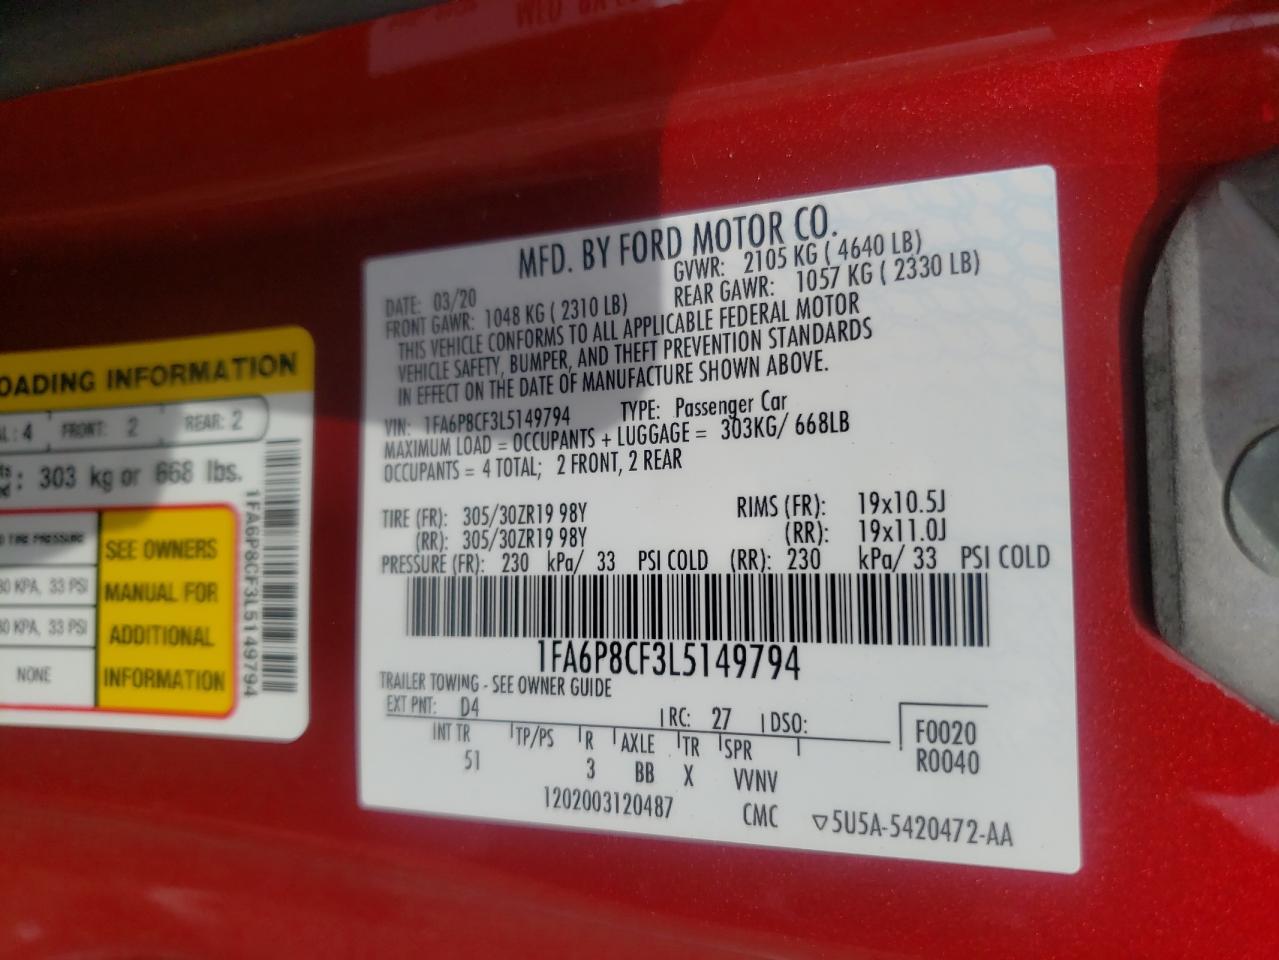 OADING INFORMATION
AL: 4 FRONT: 2 REAR: 2
303 kg or 668 lbs.
D TIRE PRESSURE
30 KPA, 33 PSI
30 KPA, 33 PSI
NONE
SEE OWNERS
MANUAL FOR
ADDITIONAL
INFORMATION
1FA6P8CF3L5149794
MFD. BY FORD MOTOR CO.
DATE: 03/20 GVWR: 2105 KG ( 4640 LB)
FRONT GAWR: 1048 KG ( 2310 LB) REAR GAWR: 1057 KG ( 2330 LB)
THIS VEHICLE CONFORMS TO ALL APPLICABLE FEDERAL MOTOR
VEHICLE SAFETY, BUMPER, AND THEFT PREVENTION STANDARDS
IN EFFECT ON THE DATE OF MANUFACTURE SHOWN ABOVE.
VIN: 1FA6P8CF3L5149794 TYPE: Passenger Car
MAXIMUM LOAD = OCCUPANTS + LUGGAGE = 303KG/ 668LB
OCCUPANTS = 4 TOTAL; 2 FRONT, 2 REAR
TIRE (FR): 305/30ZR19 98Y RIMS (FR): 19x10.5J
(RR): 305/30ZR19 98Y (RR): 19x11.0J
PRESSURE (FR): 230 kPa/ 33 PSI COLD (RR): 230 kPa/ 33 PSI COLD
1FA6P8CF3L5149794
TRAILER TOWING - SEE OWNER GUIDE
EXT PNT: D4 RC: 27 DSO:
INT TR TP/PS R AXLE TR SPR
51 3 BB X VVNV
F0020
R0040
1202003120487 CMC ▽5U5A-5420472-AA